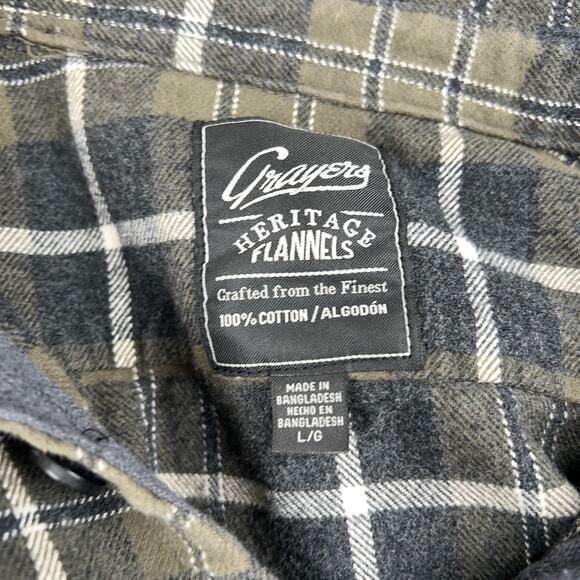 Grayers
HERITAGE
FLANNELS
Crafted from the Finest
100% COTTON / ALGODÓN
MADE IN
BANGLADESH
HECHO EN
BANGLADESH
L/G